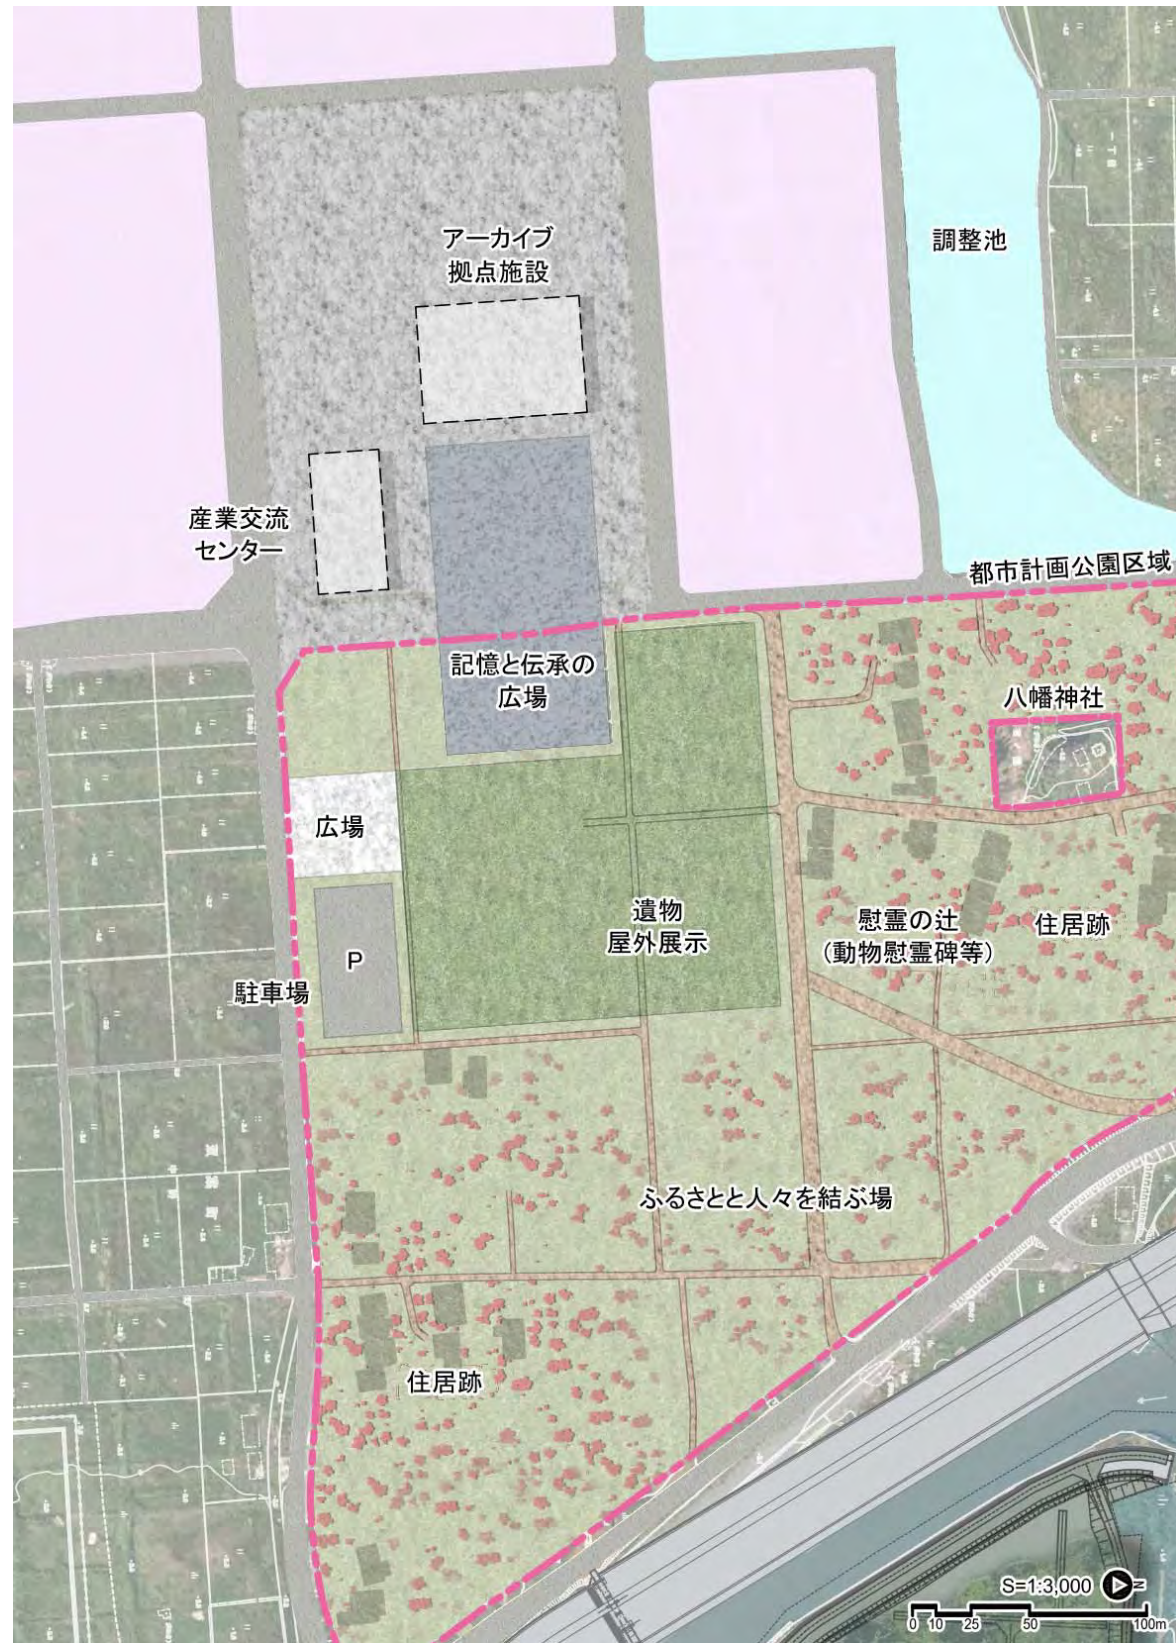 アーカイブ
拠点施設
調整池
産業交流
センター
都市計画公園区域
記憶と伝承の
広場
八幡神社
広場
遺物
屋外展示
慰霊の辻
(動物慰霊碑等)
住居跡
P
駐車場
ふるさとと人々を結ぶ場
住居跡
S=1:3,000
N
0 10 25 50 100m